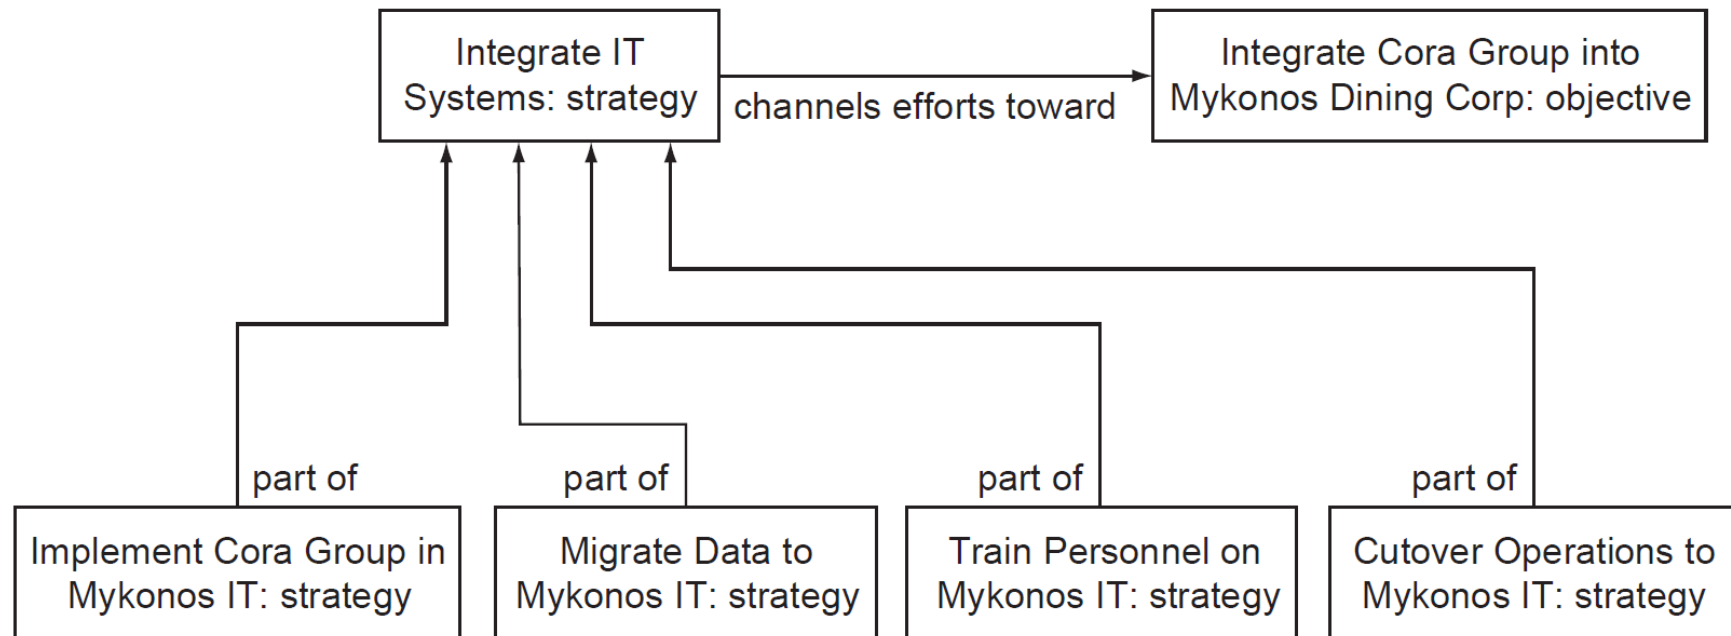 Integrate IT
Systems: strategy
channels efforts toward
Integrate Cora Group into
Mykonos Dining Corp: objective
part of
part of
part of
part of
Implement Cora Group in
Mykonos IT: strategy
Migrate Data to
Mykonos IT: strategy
Train Personnel on
Mykonos IT: strategy
Cutover Operations to
Mykonos IT: strategy